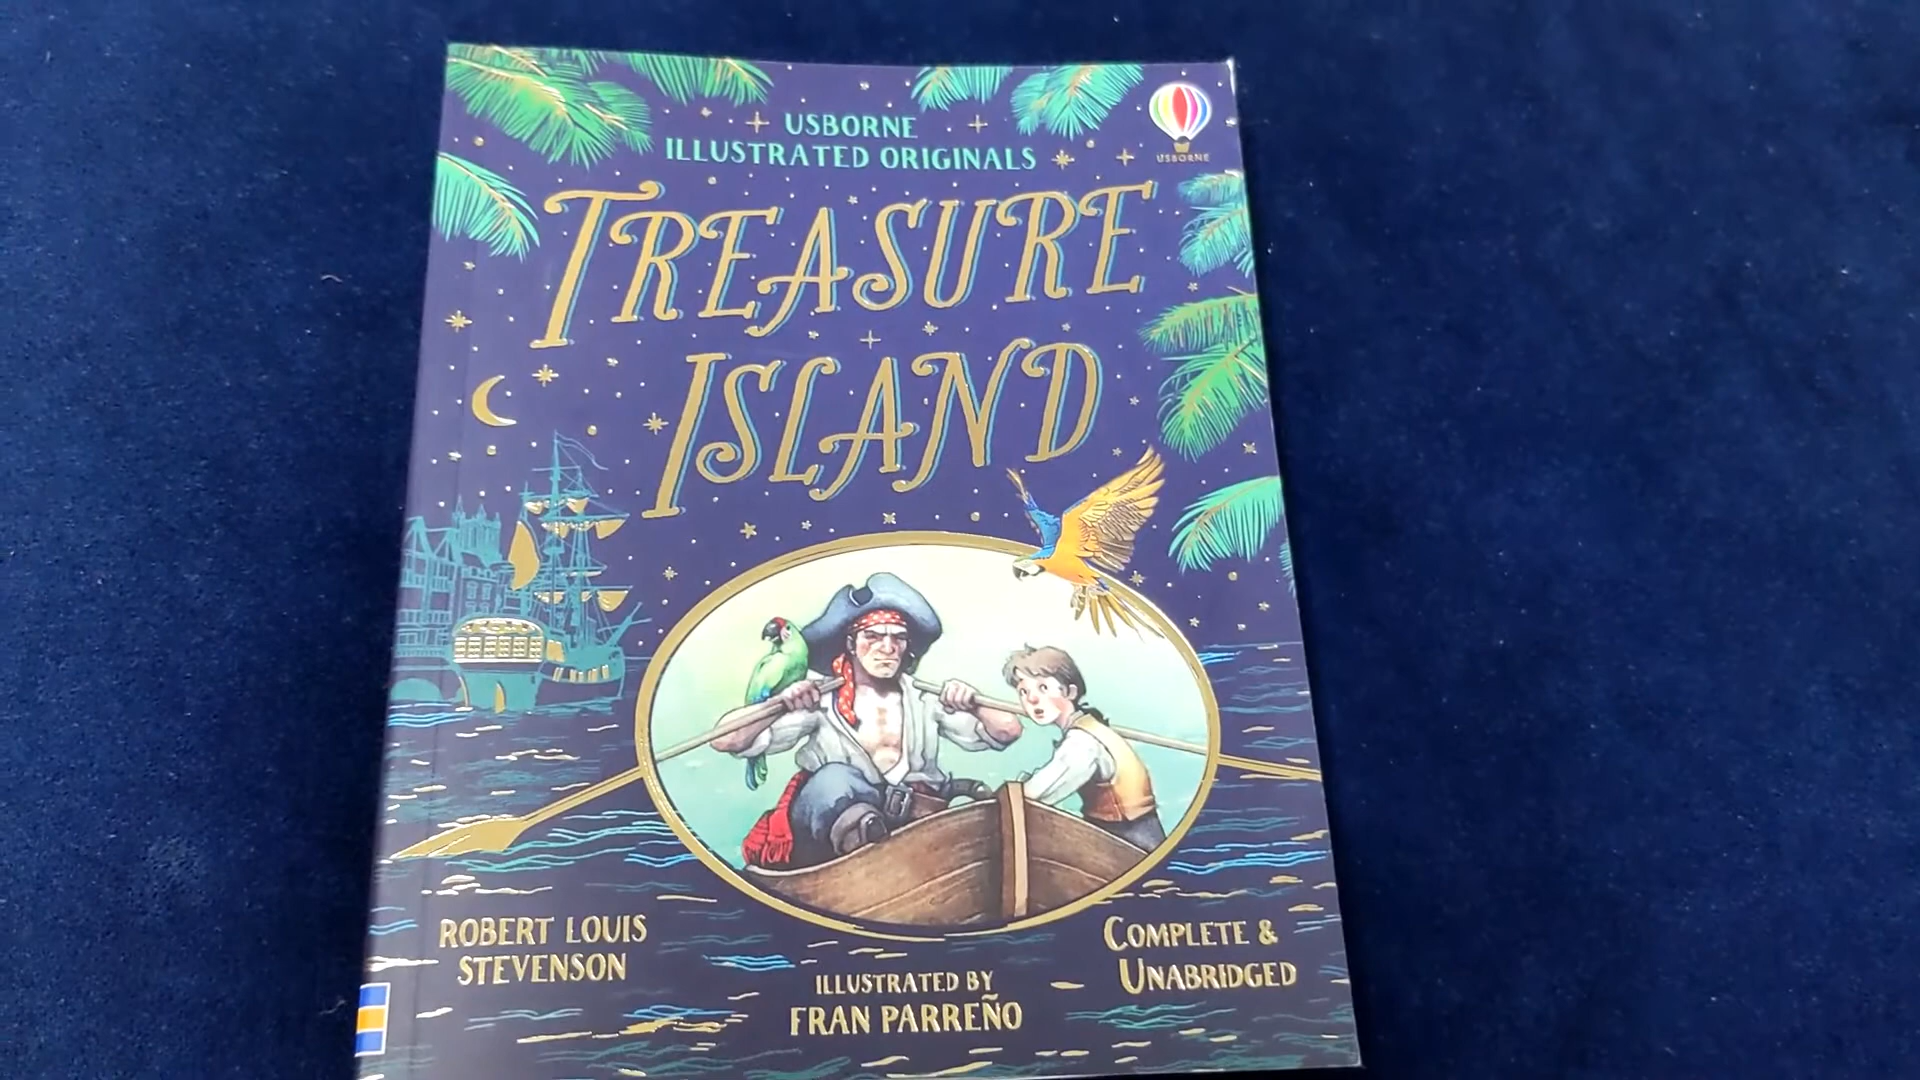 USBORNE
ILLUSTRATED ORIGINALS
USBORNE
TREASURE
ISLAND
ROBERT LOUIS
STEVENSON
ILLUSTRATED BY
FRAN PARREÑO
COMPLETE &
UNABRIDGED